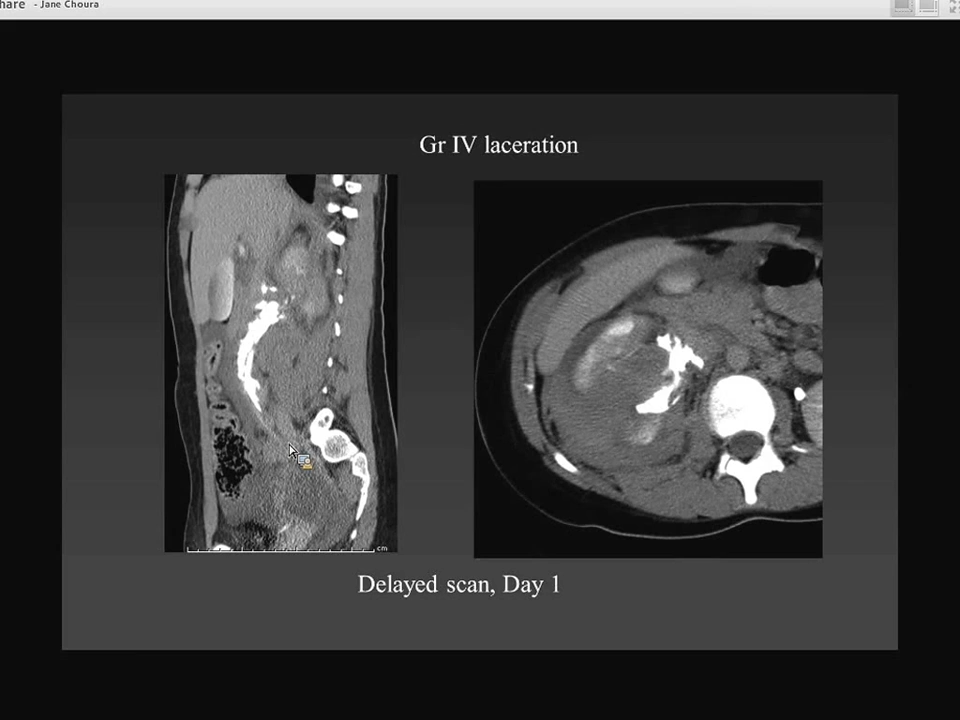 hare - Jane Choura
Gr IV laceration
cm
Delayed scan, Day 1